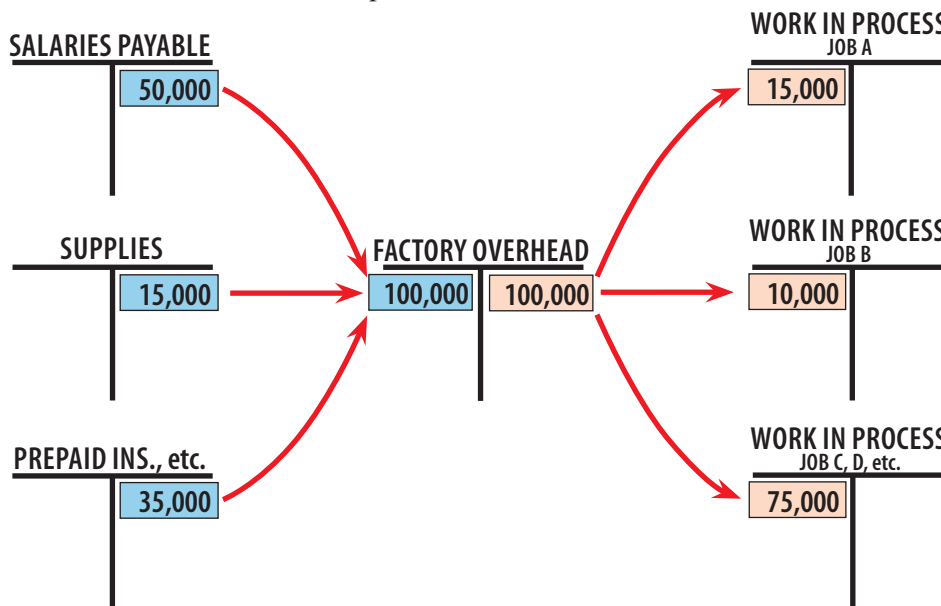 SALARIES PAYABLE
50,000
SUPPLIES
15,000
PREPAID INS., etc.
35,000
FACTORY OVERHEAD
100,000 100,000
WORK IN PROCESS
JOB A
15,000
WORK IN PROCESS
JOB B
10,000
WORK IN PROCESS
JOB C, D, etc.
75,000